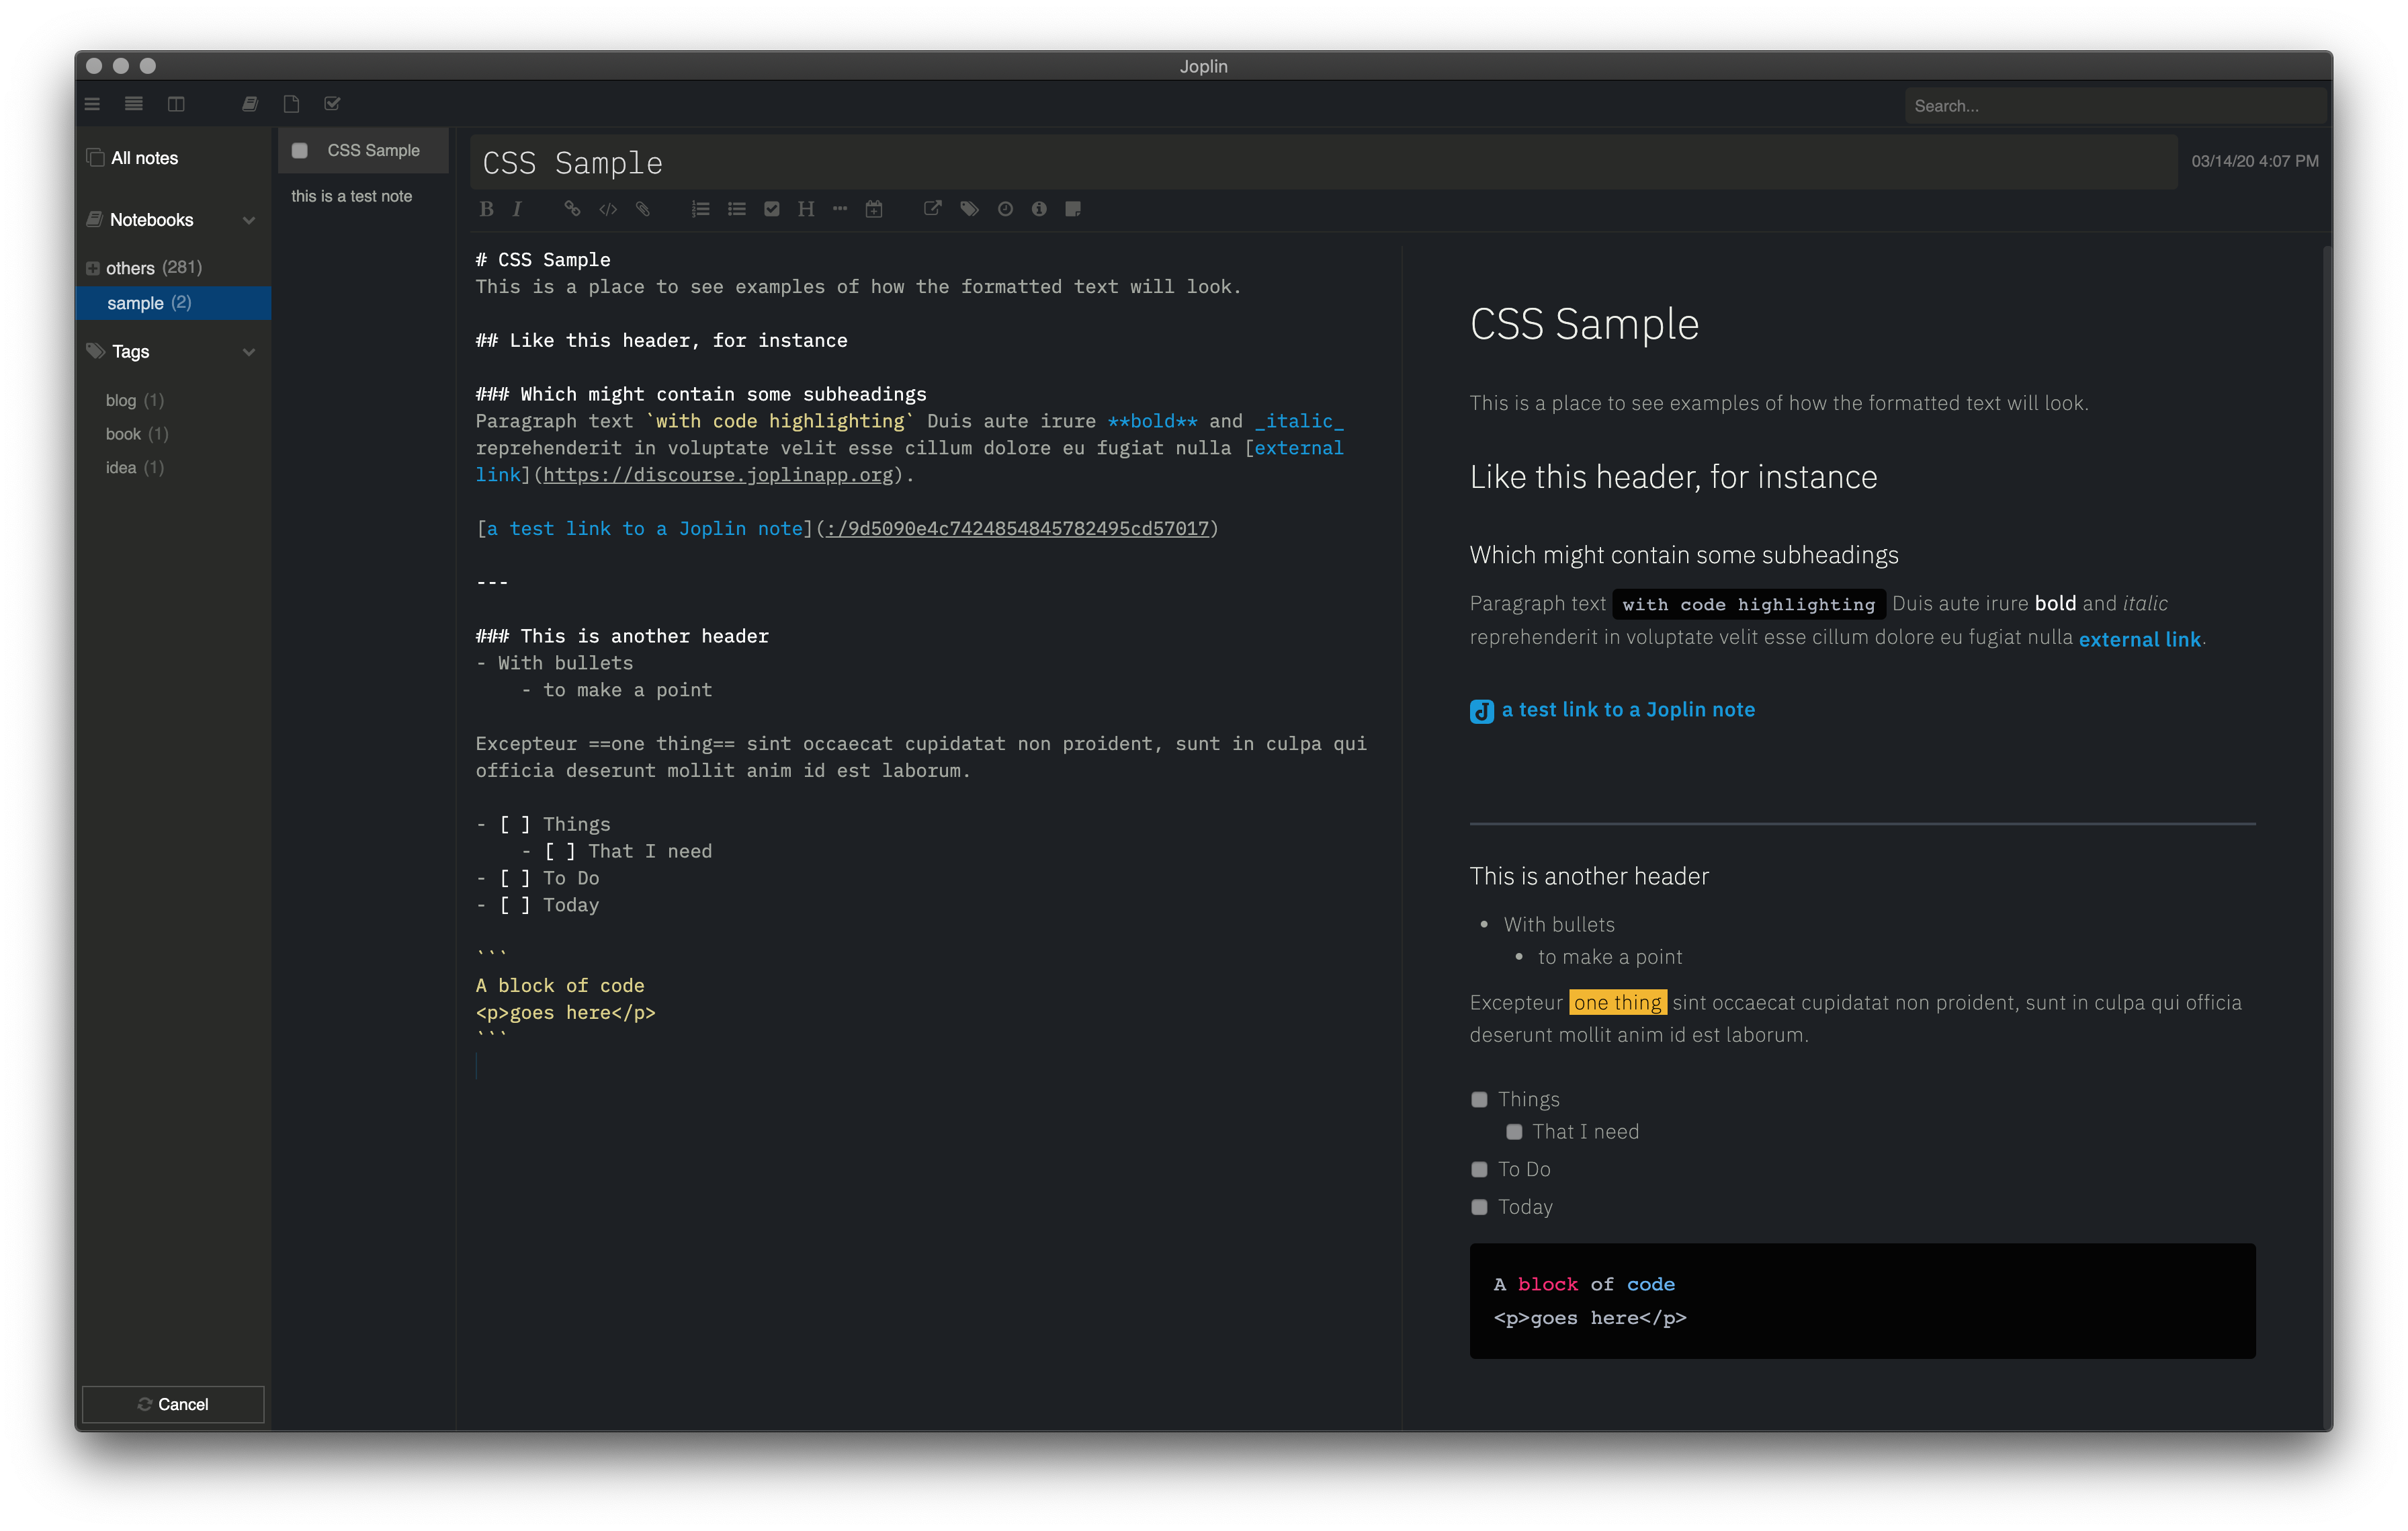 Joplin
Search...
All notes
Notebooks
others (281)
sample (2)
Tags
blog (1)
book (1)
idea (1)
Cancel
CSS Sample
this is a test note
CSS Sample
03/14/20 4:07 PM
B I H
# CSS Sample
This is a place to see examples of how the formatted text will look.
## Like this header, for instance
### Which might contain some subheadings
Paragraph text `with code highlighting` Duis aute irure **bold** and _italic_
reprehenderit in voluptate velit esse cillum dolore eu fugiat nulla [external
link](https://discourse.joplinapp.org).
[a test link to a Joplin note](:/9d5090e4c7424854845782495cd57017)
---
### This is another header
- With bullets
    - to make a point
Excepteur ==one thing== sint occaecat cupidatat non proident, sunt in culpa qui
officia deserunt mollit anim id est laborum.
- [ ] Things
    - [ ] That I need
- [ ] To Do
- [ ] Today
```
A block of code
<p>goes here</p>
```
CSS Sample
This is a place to see examples of how the formatted text will look.
Like this header, for instance
Which might contain some subheadings
Paragraph text with code highlighting Duis aute irure bold and italic
reprehenderit in voluptate velit esse cillum dolore eu fugiat nulla external link.
a test link to a Joplin note
This is another header
• With bullets
• to make a point
Excepteur one thing sint occaecat cupidatat non proident, sunt in culpa qui officia
deserunt mollit anim id est laborum.
Things
That I need
To Do
Today
A block of code
<p>goes here</p>